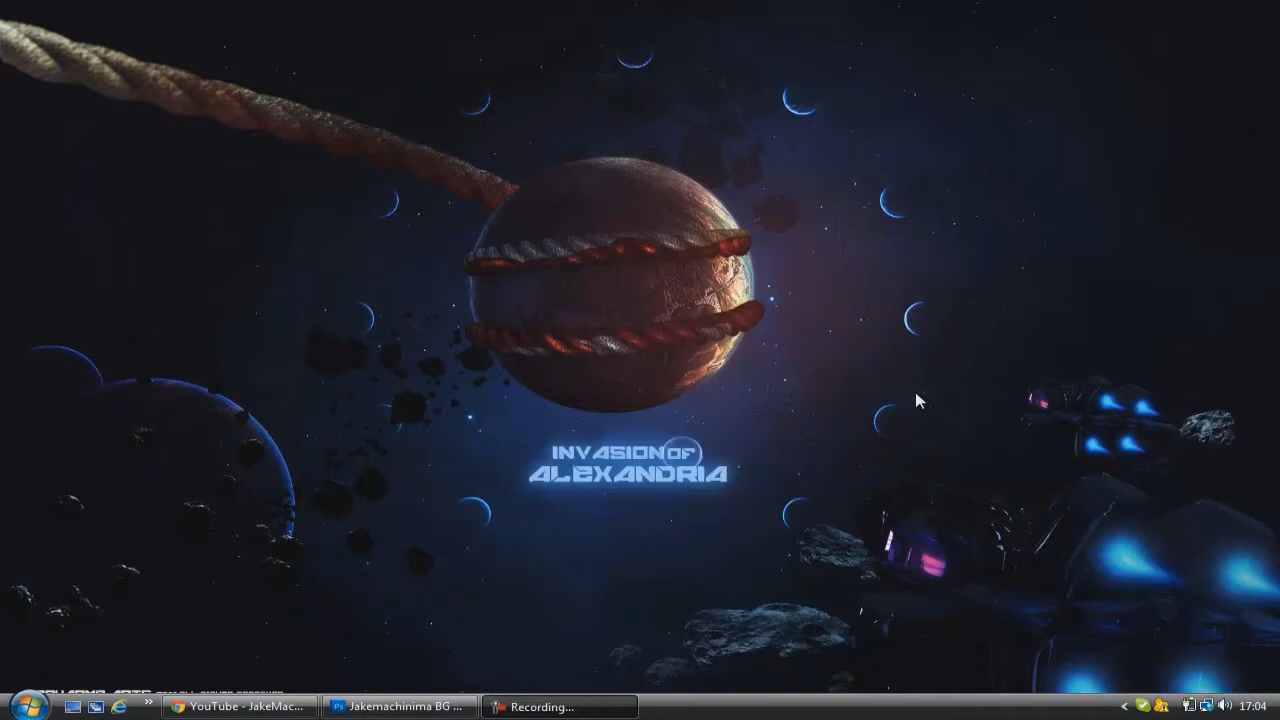 INVASION OF
ALEXANDRIA
YouTube - JakeMac...
Jakemachinima BG ...
Recording...
17:04